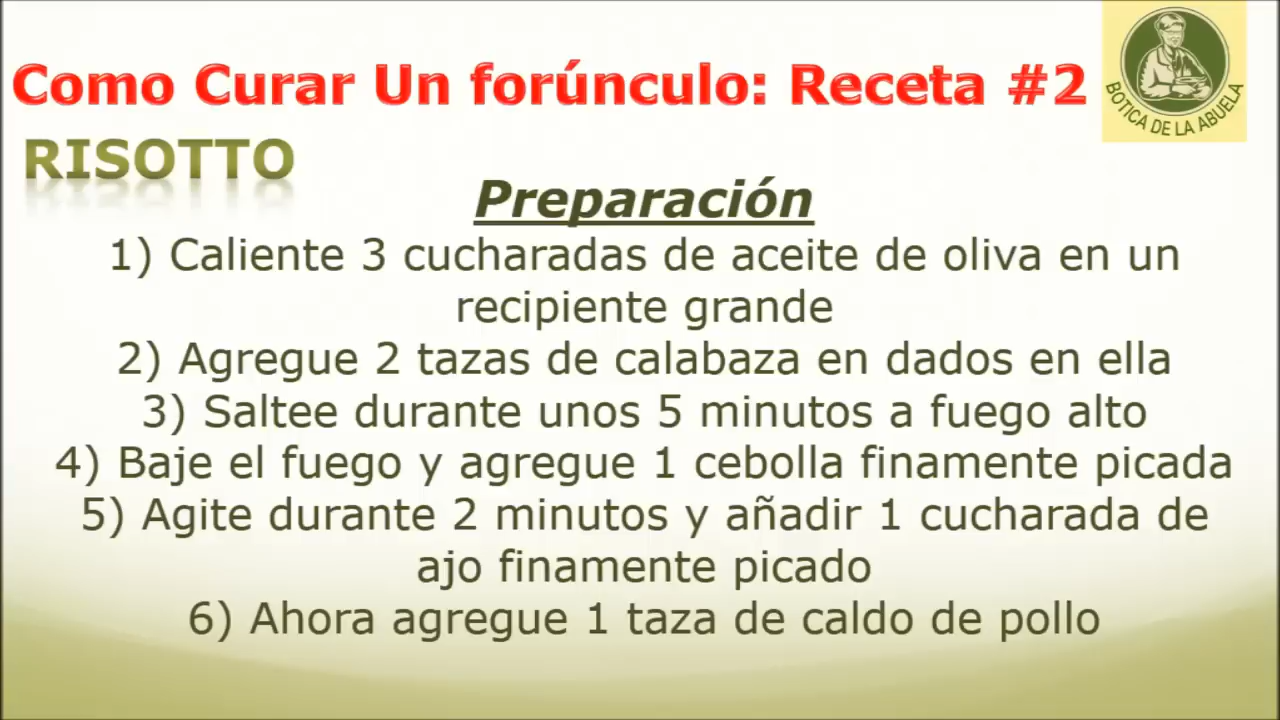 Como Curar Un forúnculo: Receta #2
BOTICA DE LA ABUELA
RISOTTO
Preparación
1) Caliente 3 cucharadas de aceite de oliva en un
recipiente grande
2) Agregue 2 tazas de calabaza en dados en ella
3) Saltee durante unos 5 minutos a fuego alto
4) Baje el fuego y agregue 1 cebolla finamente picada
5) Agite durante 2 minutos y añadir 1 cucharada de
ajo finamente picado
6) Ahora agregue 1 taza de caldo de pollo